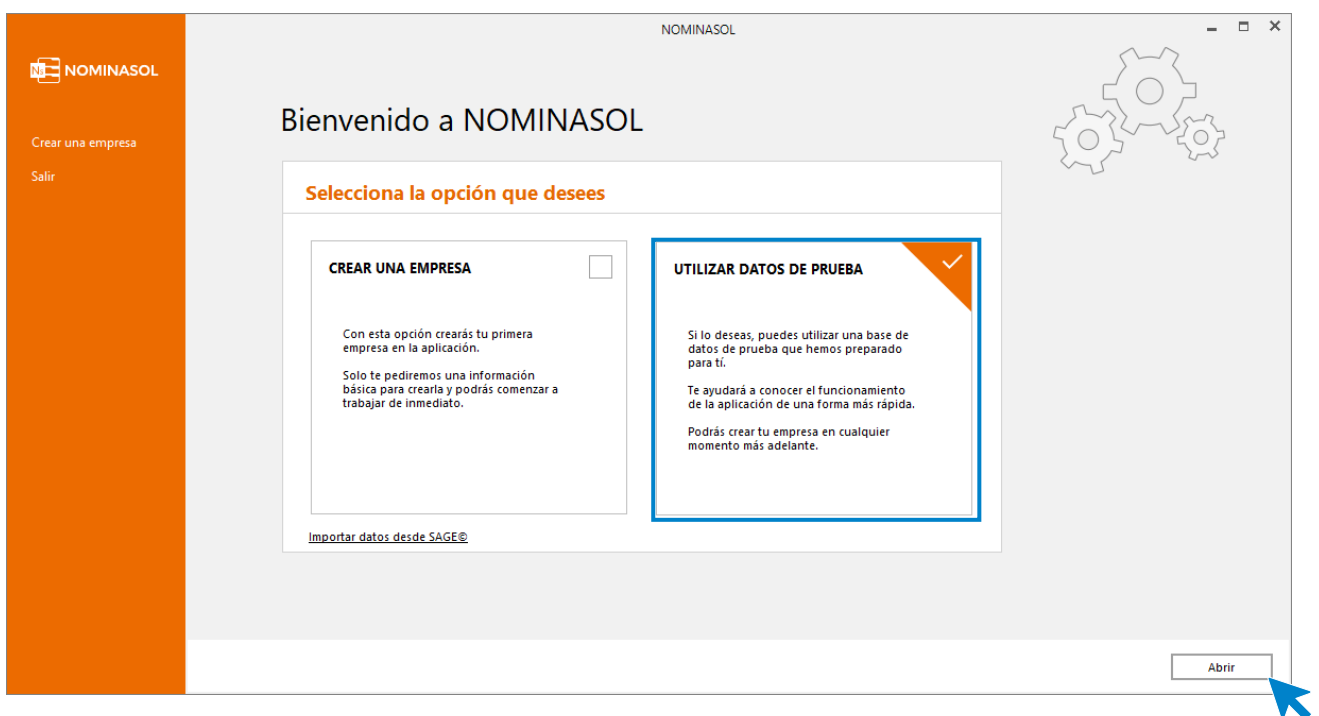 NOMINASOL
Nn NOMINASOL
Crear una empresa
Salir
Bienvenido a NOMINASOL
Selecciona la opción que desees
CREAR UNA EMPRESA
Con esta opción crearás tu primera
empresa en la aplicación.
Solo te pediremos una información
básica para crearla y podrás comenzar a
trabajar de inmediato.
UTILIZAR DATOS DE PRUEBA
Si lo deseas, puedes utilizar una base de
datos de prueba que hemos preparado
para tí.
Te ayudará a conocer el funcionamiento
de la aplicación de una forma más rápida.
Podrás crear tu empresa en cualquier
momento más adelante.
Importar datos desde SAGE©
Abrir